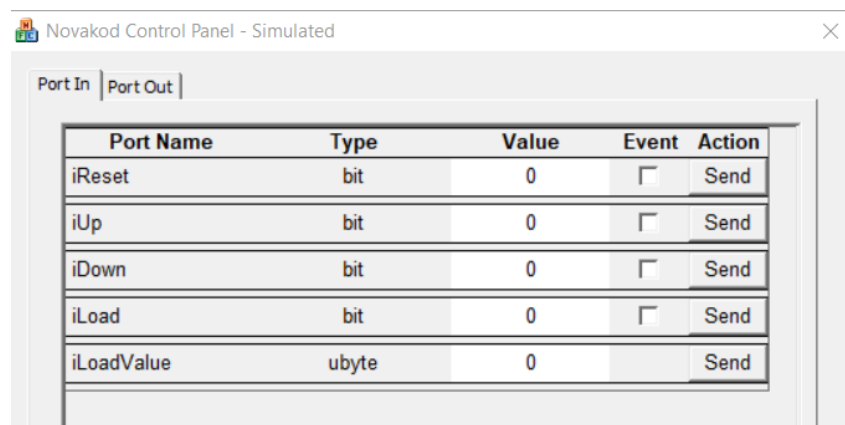 Novakod Control Panel - Simulated
Port In Port Out
Port Name Type Value Event Action
iReset bit 0 Send
iUp bit 0 Send
iDown bit 0 Send
iLoad bit 0 Send
iLoadValue ubyte 0 Send